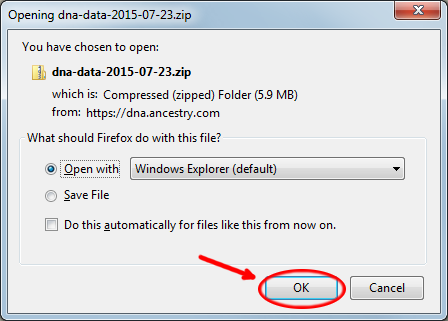 Opening dna-data-2015-07-23.zip
You have chosen to open:
dna-data-2015-07-23.zip
which is: Compressed (zipped) Folder (5.9 MB)
from: https://dna.ancestry.com
What should Firefox do with this file?
Open with Windows Explorer (default)
Save File
Do this automatically for files like this from now on.
OK Cancel